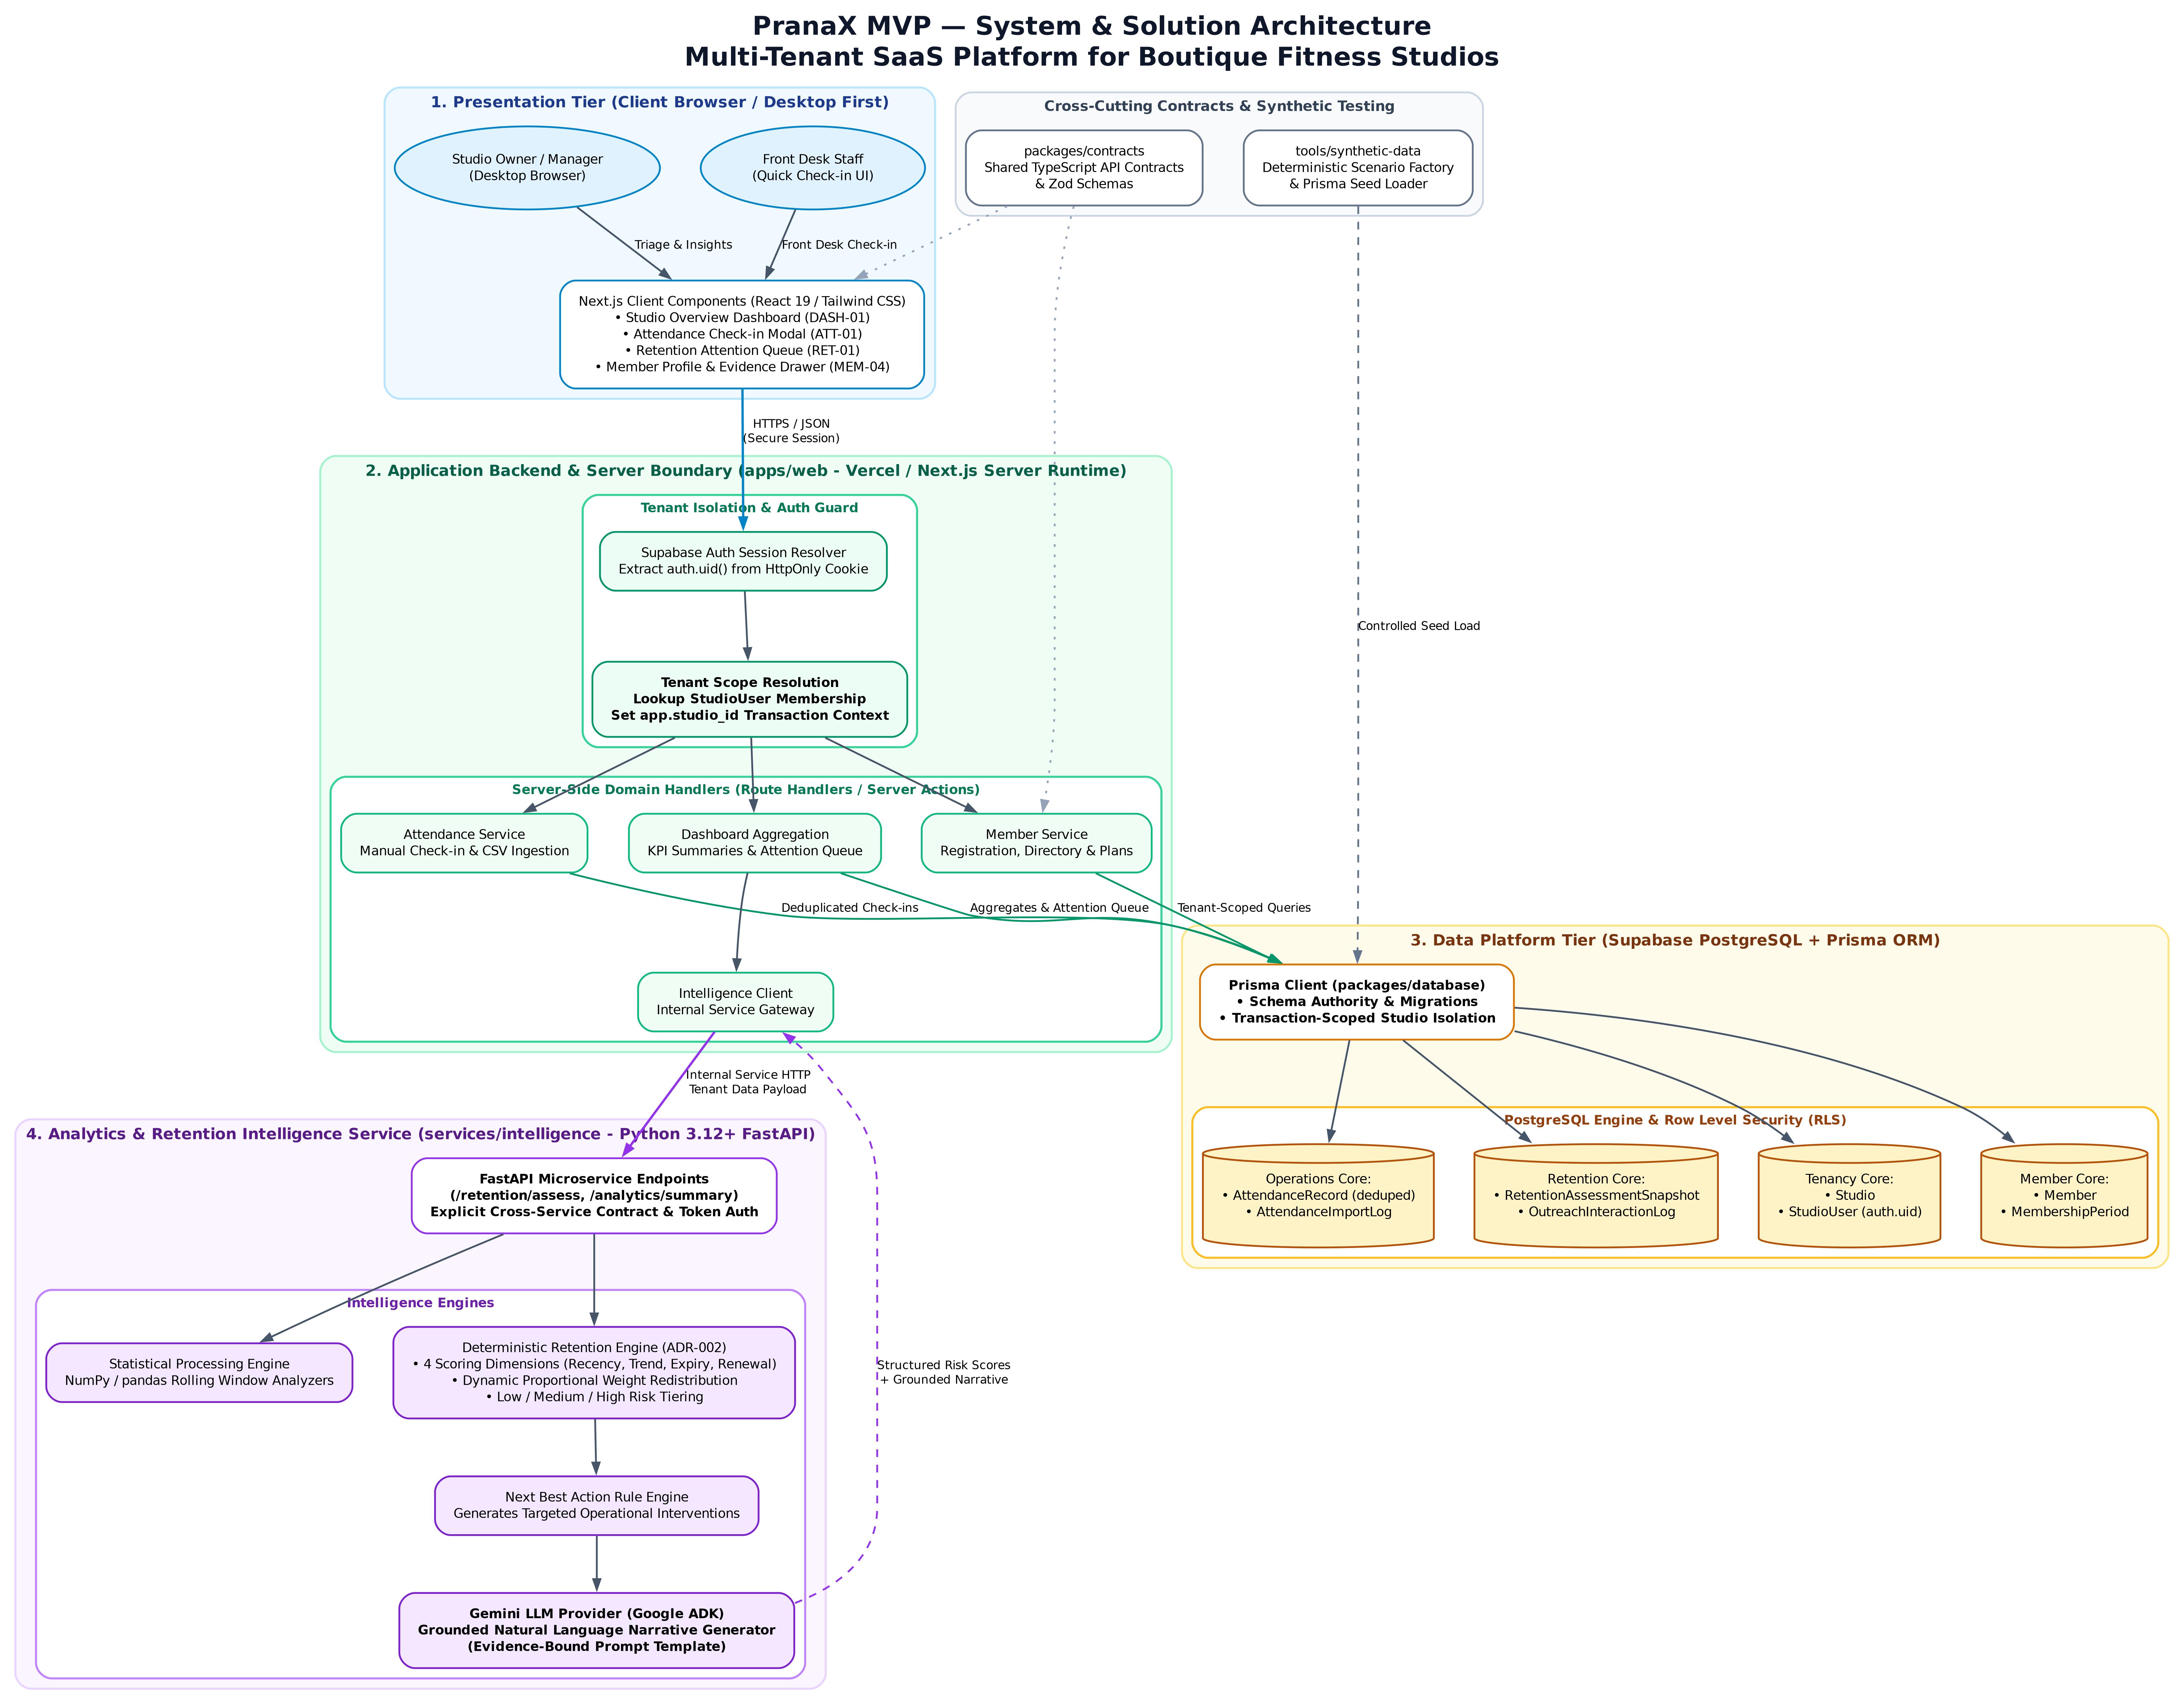 PranaX MVP — System & Solution Architecture
Multi-Tenant SaaS Platform for Boutique Fitness Studios
1. Presentation Tier (Client Browser / Desktop First)
Studio Owner / Manager
(Desktop Browser)
Front Desk Staff
(Quick Check-in UI)
Triage & Insights
Front Desk Check-in
Next.js Client Components (React 19 / Tailwind CSS)
• Studio Overview Dashboard (DASH-01)
• Attendance Check-in Modal (ATT-01)
• Retention Attention Queue (RET-01)
• Member Profile & Evidence Drawer (MEM-04)
Cross-Cutting Contracts & Synthetic Testing
packages/contracts
Shared TypeScript API Contracts
& Zod Schemas
tools/synthetic-data
Deterministic Scenario Factory
& Prisma Seed Loader
HTTPS / JSON
(Secure Session)
2. Application Backend & Server Boundary (apps/web - Vercel / Next.js Server Runtime)
Tenant Isolation & Auth Guard
Supabase Auth Session Resolver
Extract auth.uid() from HttpOnly Cookie
Tenant Scope Resolution
Lookup StudioUser Membership
Set app.studio_id Transaction Context
Controlled Seed Load
Server-Side Domain Handlers (Route Handlers / Server Actions)
Attendance Service
Manual Check-in & CSV Ingestion
Dashboard Aggregation
KPI Summaries & Attention Queue
Member Service
Registration, Directory & Plans
Deduplicated Check-ins
Aggregates & Attention Queue
Tenant-Scoped Queries
Intelligence Client
Internal Service Gateway
3. Data Platform Tier (Supabase PostgreSQL + Prisma ORM)
Prisma Client (packages/database)
• Schema Authority & Migrations
• Transaction-Scoped Studio Isolation
PostgreSQL Engine & Row Level Security (RLS)
Operations Core:
• AttendanceRecord (deduped)
• AttendanceImportLog
Retention Core:
• RetentionAssessmentSnapshot
• OutreachInteractionLog
Tenancy Core:
• Studio
• StudioUser (auth.uid)
Member Core:
• Member
• MembershipPeriod
Internal Service HTTP
Tenant Data Payload
4. Analytics & Retention Intelligence Service (services/intelligence - Python 3.12+ FastAPI)
FastAPI Microservice Endpoints
(/retention/assess, /analytics/summary)
Explicit Cross-Service Contract & Token Auth
Intelligence Engines
Statistical Processing Engine
NumPy / pandas Rolling Window Analyzers
Deterministic Retention Engine (ADR-002)
• 4 Scoring Dimensions (Recency, Trend, Expiry, Renewal)
• Dynamic Proportional Weight Redistribution
• Low / Medium / High Risk Tiering
Structured Risk Scores
+ Grounded Narrative
Next Best Action Rule Engine
Generates Targeted Operational Interventions
Gemini LLM Provider (Google ADK)
Grounded Natural Language Narrative Generator
(Evidence-Bound Prompt Template)